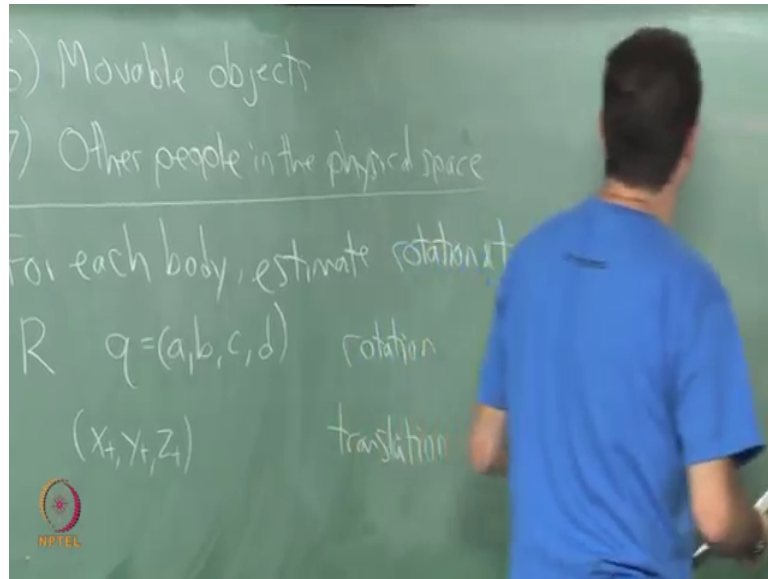 6) Movable objects
7) Other people in the physical space
For each body, estimate rotation
R q=(a,b,c,d) rotation
(Xt, Yt, Zt) translation
NPTEL